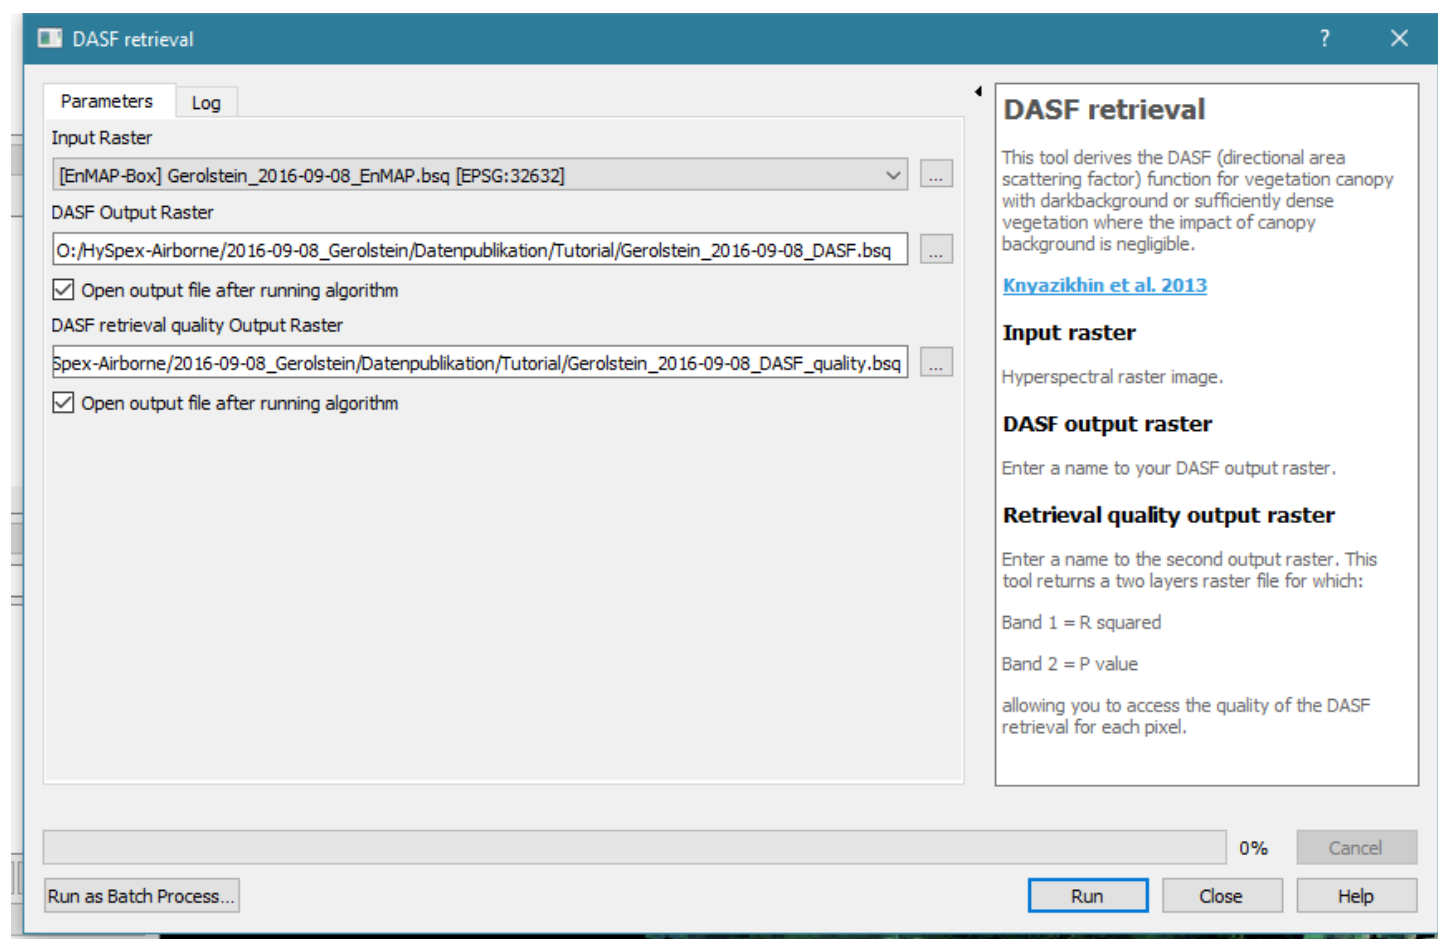 DASF retrieval
?
Parameters
Log
Input Raster
[EnMAP-Box] Gerolstein_2016-09-08_EnMAP.bsq [EPSG:32632]
...
DASF Output Raster
O:/HySpex-Airborne/2016-09-08_Gerolstein/Datenpublikation/Tutorial/Gerolstein_2016-09-08_DASF.bsq
...
Open output file after running algorithm
DASF retrieval quality Output Raster
Spex-Airborne/2016-09-08_Gerolstein/Datenpublikation/Tutorial/Gerolstein_2016-09-08_DASF_quality.bsq
...
Open output file after running algorithm
DASF retrieval
This tool derives the DASF (directional area
scattering factor) function for vegetation canopy
with darkbackground or sufficiently dense
vegetation where the impact of canopy
background is negligible.
Knyazikhin et al. 2013
Input raster
Hyperspectral raster image.
DASF output raster
Enter a name to your DASF output raster.
Retrieval quality output raster
Enter a name to the second output raster. This
tool returns a two layers raster file for which:
Band 1 = R squared
Band 2 = P value
allowing you to access the quality of the DASF
retrieval for each pixel.
0%
Cancel
Run as Batch Process...
Run
Close
Help